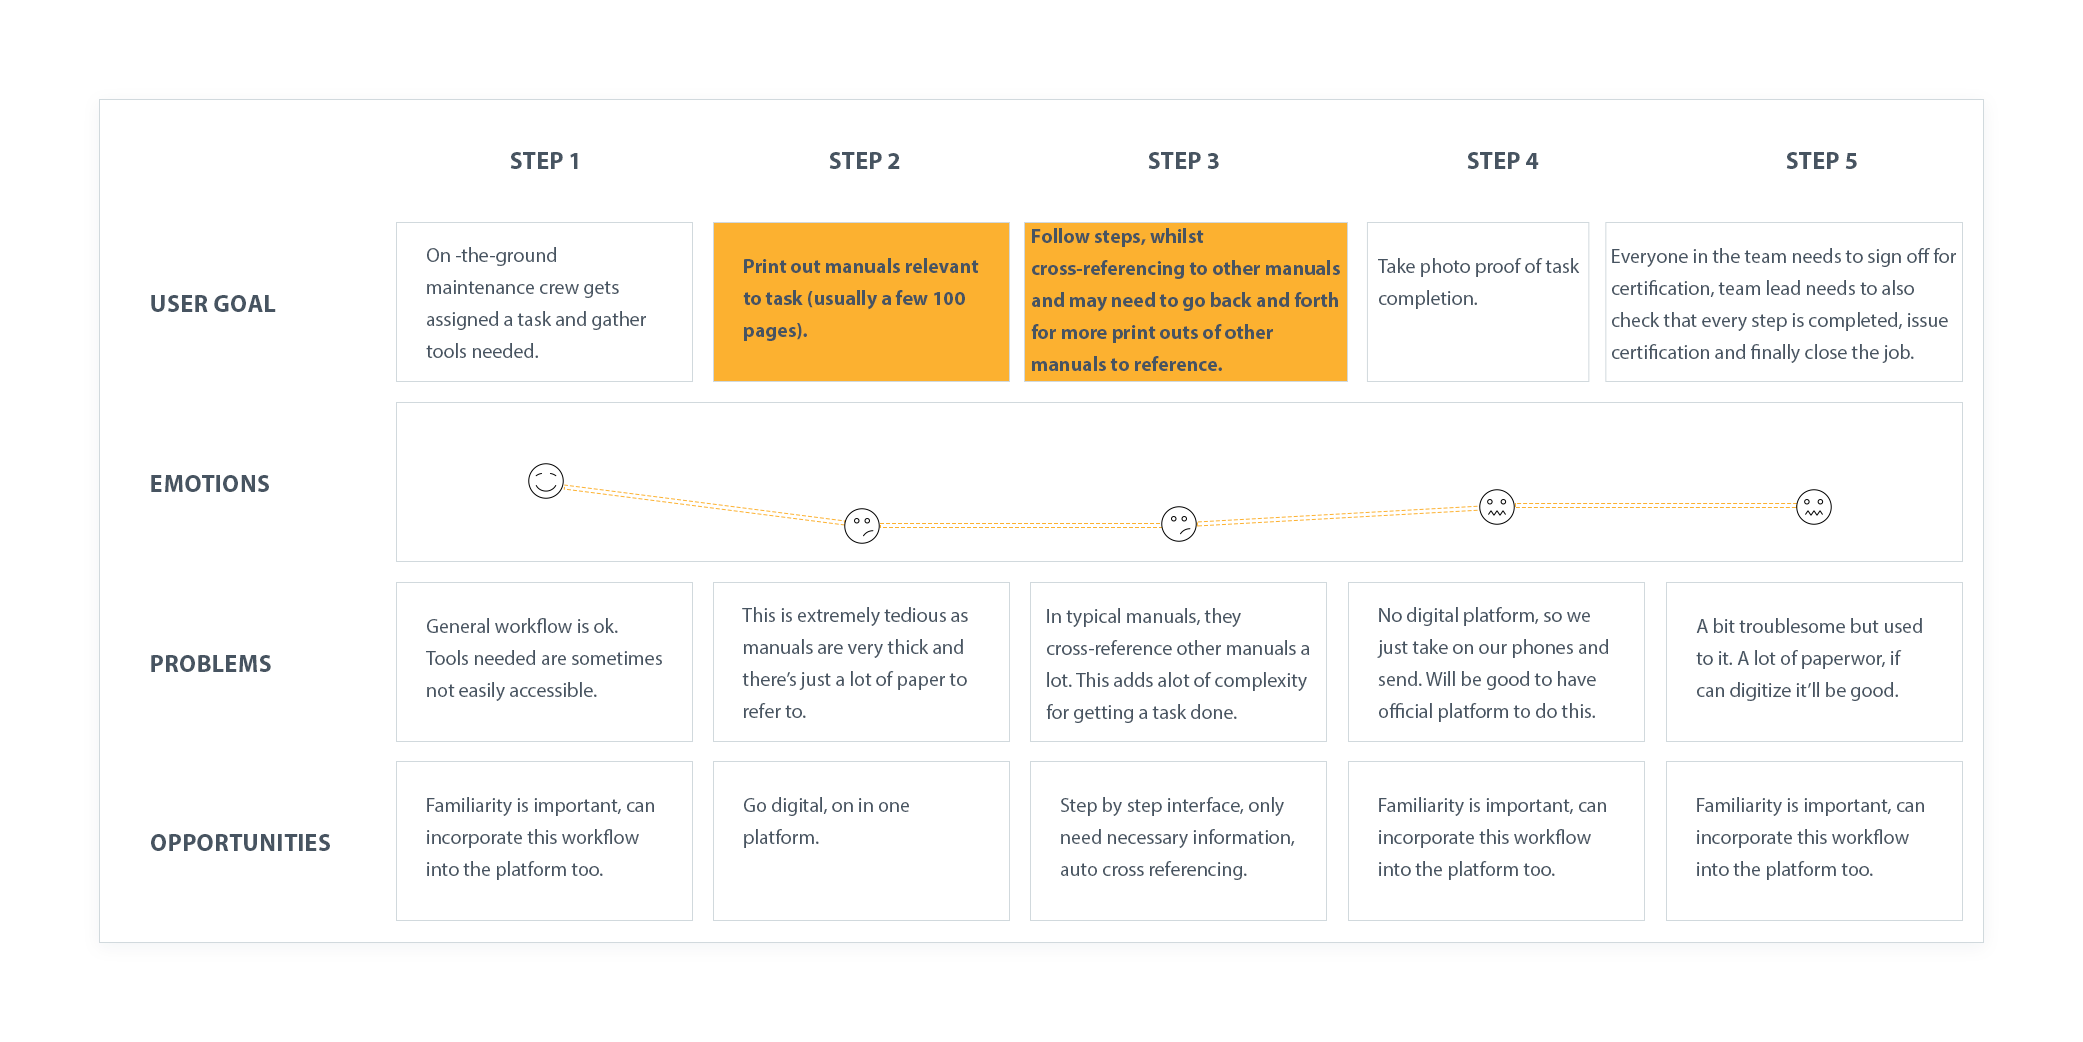 STEP 1
STEP 2
STEP 3
STEP 4
STEP 5
USER GOAL
On -the-ground
maintenance crew gets
assigned a task and gather
tools needed.
Print out manuals relevant
to task (usually a few 100
pages).
Follow steps, whilst
cross-referencing to other manuals
and may need to go back and forth
for more print outs of other
manuals to reference.
Take photo proof of task
completion.
Everyone in the team needs to sign off for
certification, team lead needs to also
check that every step is completed, issue
certification and finally close the job.
EMOTIONS
PROBLEMS
General workflow is ok.
Tools needed are sometimes
not easily accessible.
This is extremely tedious as
manuals are very thick and
there’s just a lot of paper to
refer to.
In typical manuals, they
cross-reference other manuals a
lot. This adds alot of complexity
for getting a task done.
No digital platform, so we
just take on our phones and
send. Will be good to have
official platform to do this.
A bit troublesome but used
to it. A lot of paperwor, if
can digitize it’ll be good.
OPPORTUNITIES
Familiarity is important, can
incorporate this workflow
into the platform too.
Go digital, on in one
platform.
Step by step interface, only
need necessary information,
auto cross referencing.
Familiarity is important, can
incorporate this workflow
into the platform too.
Familiarity is important, can
incorporate this workflow
into the platform too.